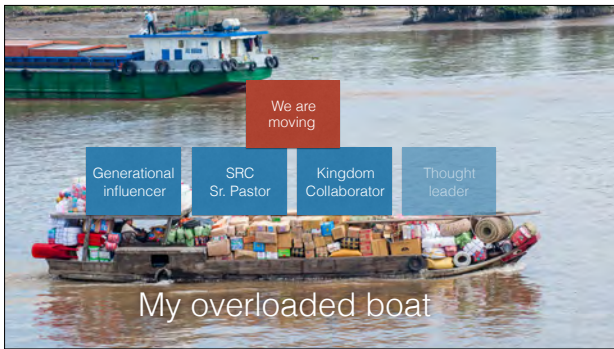 We are
moving
Generational
influencer
SRC
Sr. Pastor
Kingdom
Collaborator
Thought
leader
My overloaded boat